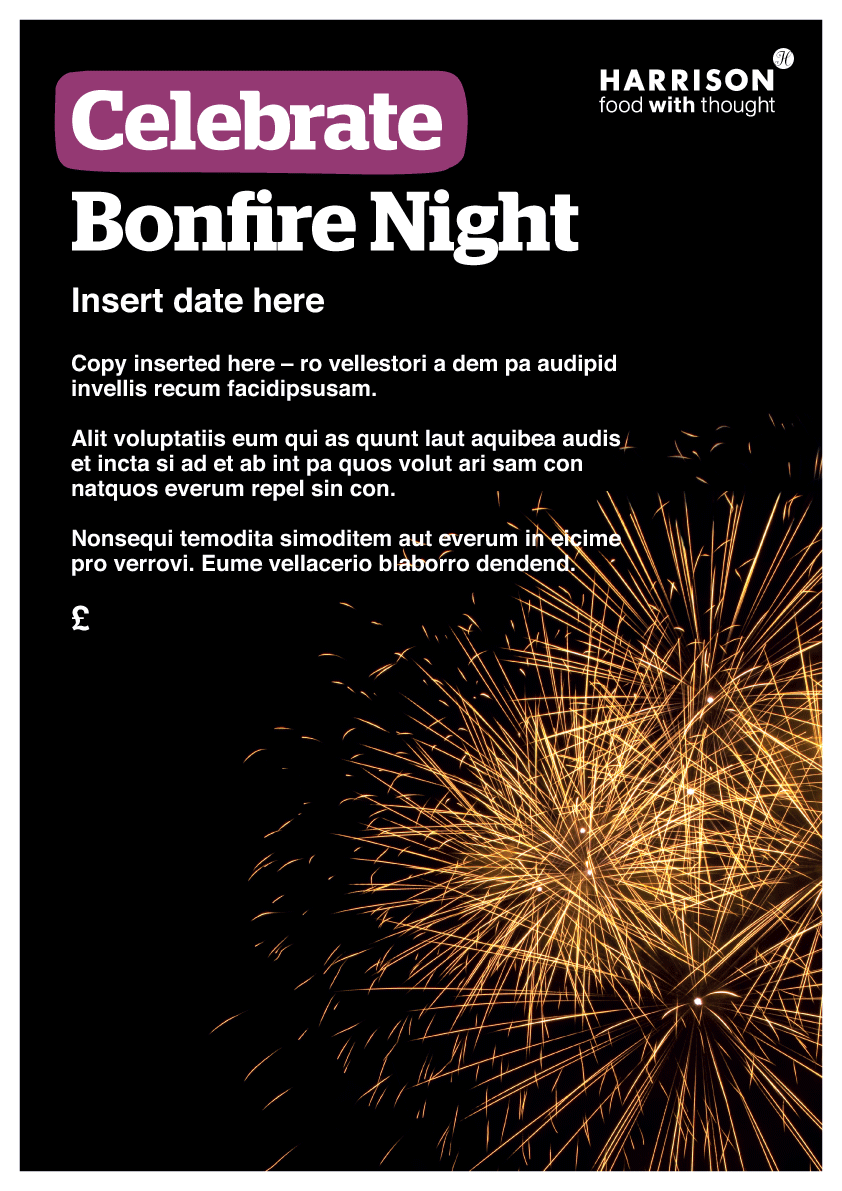 Celebrate
HARRISON
food with thought
Bonfire Night
Insert date here
Copy inserted here – ro vellestori a dem pa audipid
invellis recum facidipsusam.
Alit voluptatiis eum qui as quunt laut aquibea audis
et incta si ad et ab int pa quos volut ari sam con
natquos everum repel sin con.
Nonsequi temodita simoditem aut everum in eicime
pro verrovi. Eume vellacerio blaborro dendend.
£